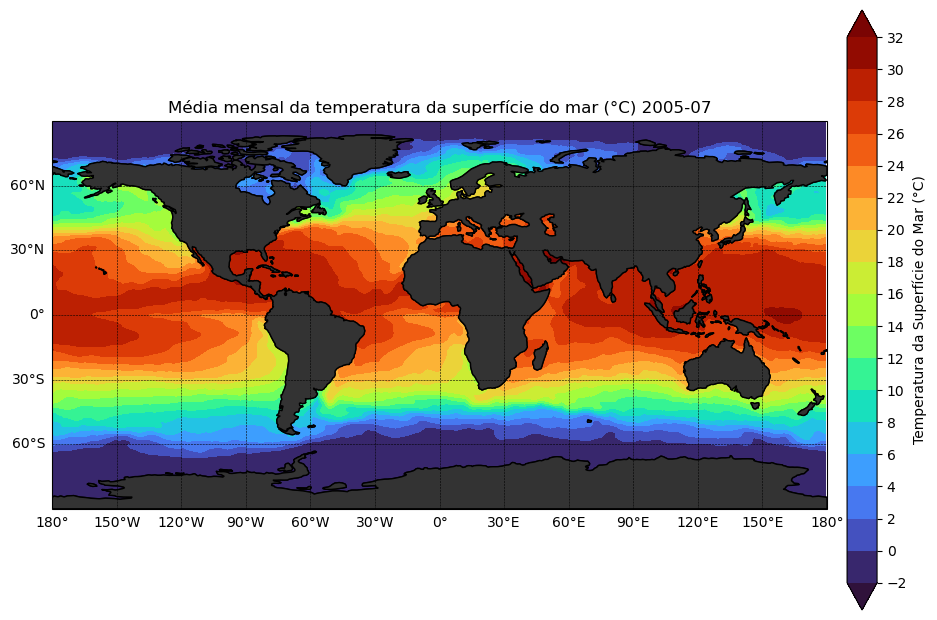 Média mensal da temperatura da superfície do mar (°C) 2005-07
60°N
30°N
0°
30°S
60°S
180° 150°W 120°W 90°W 60°W 30°W 0° 30°E 60°E 90°E 120°E 150°E 180°
32
30
28
26
24
22
20
18
16
14
12
10
8
6
4
2
0
−2
Temperatura da Superfície do Mar (°C)